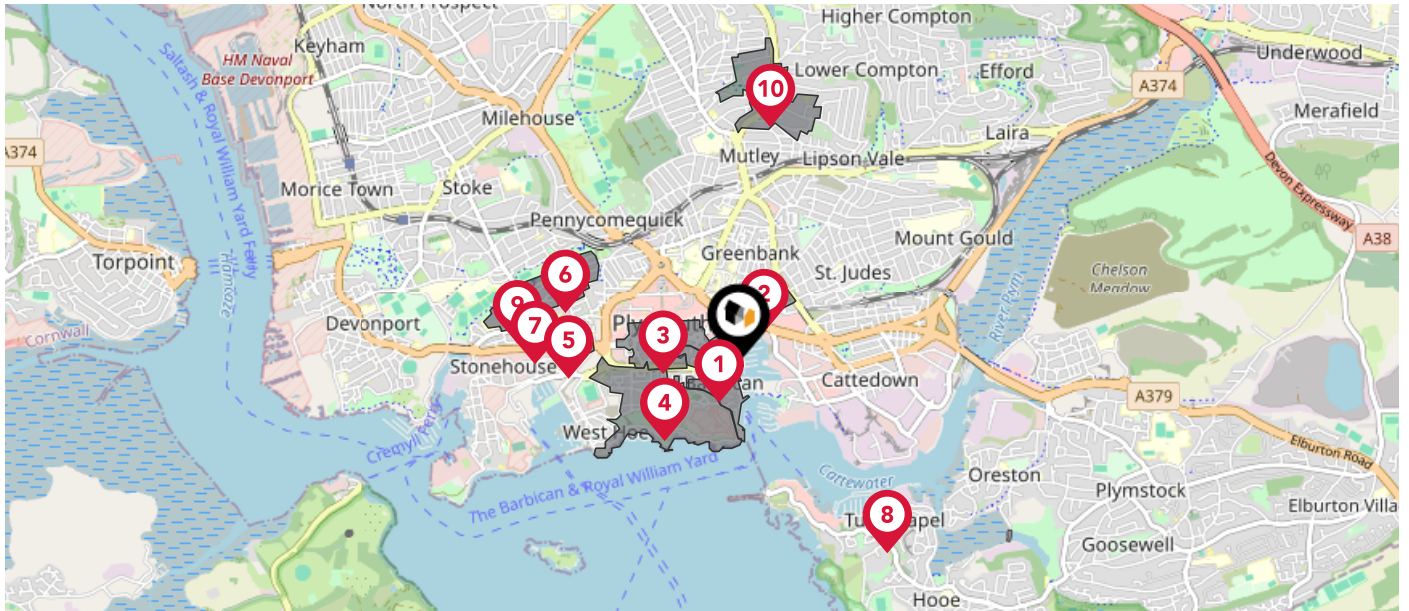 North Prospect
Higher Compton
Keyham
Underwood
HM Naval
Base Devonport
Lower Compton
Efford
10
A374
Merafield
Milehouse
Laira
A374
Mutley
Lipson Vale
Saltash & Royal William Yard Ferry
Devon Expressway
Morice Town
Stoke
Pennycomequick
Mount Gould
A38
Greenbank
Torpoint
Hamoaze
St. Judes
Chelson
Meadow
6
2
9
River Plym
Cornwall
Devonport
7
5
3
1
Stonehouse
Cattedown
A379
4
West Hoe
Cremyll Ferry
Elburton Road
The Barbican & Royal William Yard
Cattewater
Oreston
Plymstock
Elburton Villa
8
Goosewell
Hooe